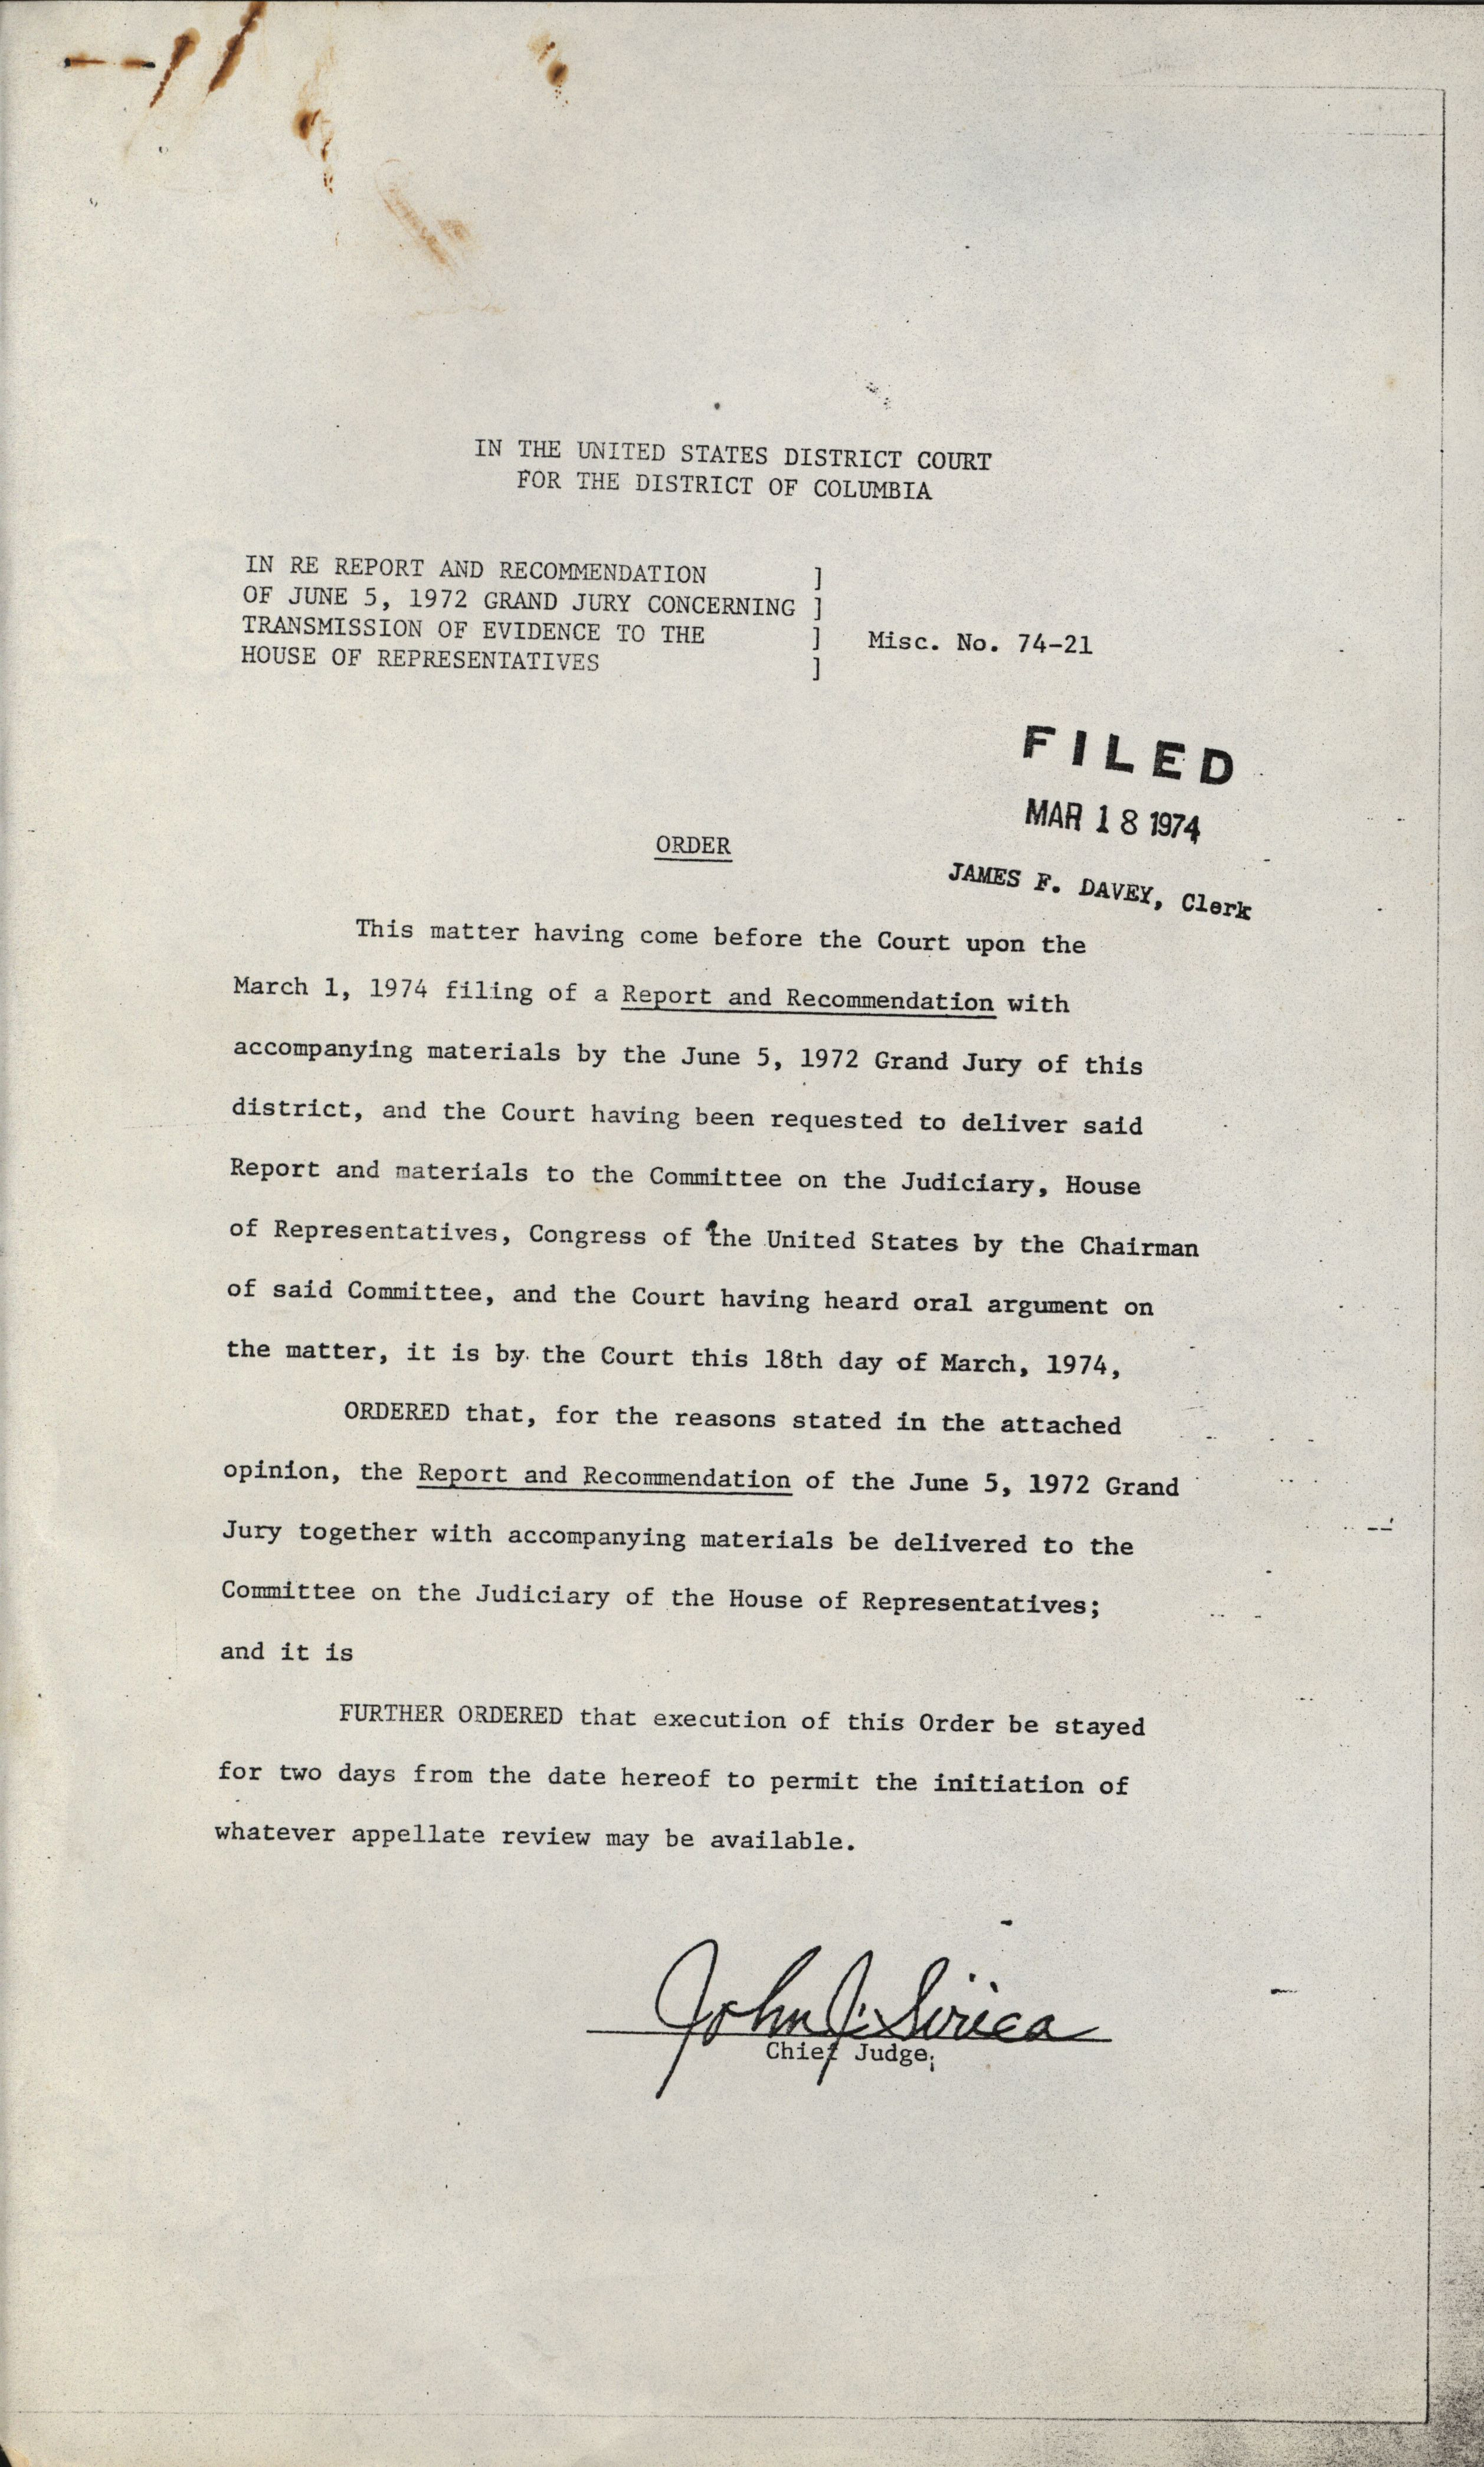 IN THE UNITED STATES DISTRICT COURT
FOR THE DISTRICT OF COLUMBIA
IN RE REPORT AND RECOMMENDATION ]
OF JUNE 5, 1972 GRAND JURY CONCERNING ]
TRANSMISSION OF EVIDENCE TO THE ] Misc. No. 74-21
HOUSE OF REPRESENTATIVES ]
FILED
MAR 18 1974
JAMES F. DAVEY, Clerk
ORDER
This matter having come before the Court upon the
March 1, 1974 filing of a Report and Recommendation with
accompanying materials by the June 5, 1972 Grand Jury of this
district, and the Court having been requested to deliver said
Report and materials to the Committee on the Judiciary, House
of Representatives, Congress of the United States by the Chairman
of said Committee, and the Court having heard oral argument on
the matter, it is by the Court this 18th day of March, 1974,
ORDERED that, for the reasons stated in the attached
opinion, the Report and Recommendation of the June 5, 1972 Grand
Jury together with accompanying materials be delivered to the
Committee on the Judiciary of the House of Representatives;
and it is
FURTHER ORDERED that execution of this Order be stayed
for two days from the date hereof to permit the initiation of
whatever appellate review may be available.
John J. Sirica
Chief Judge